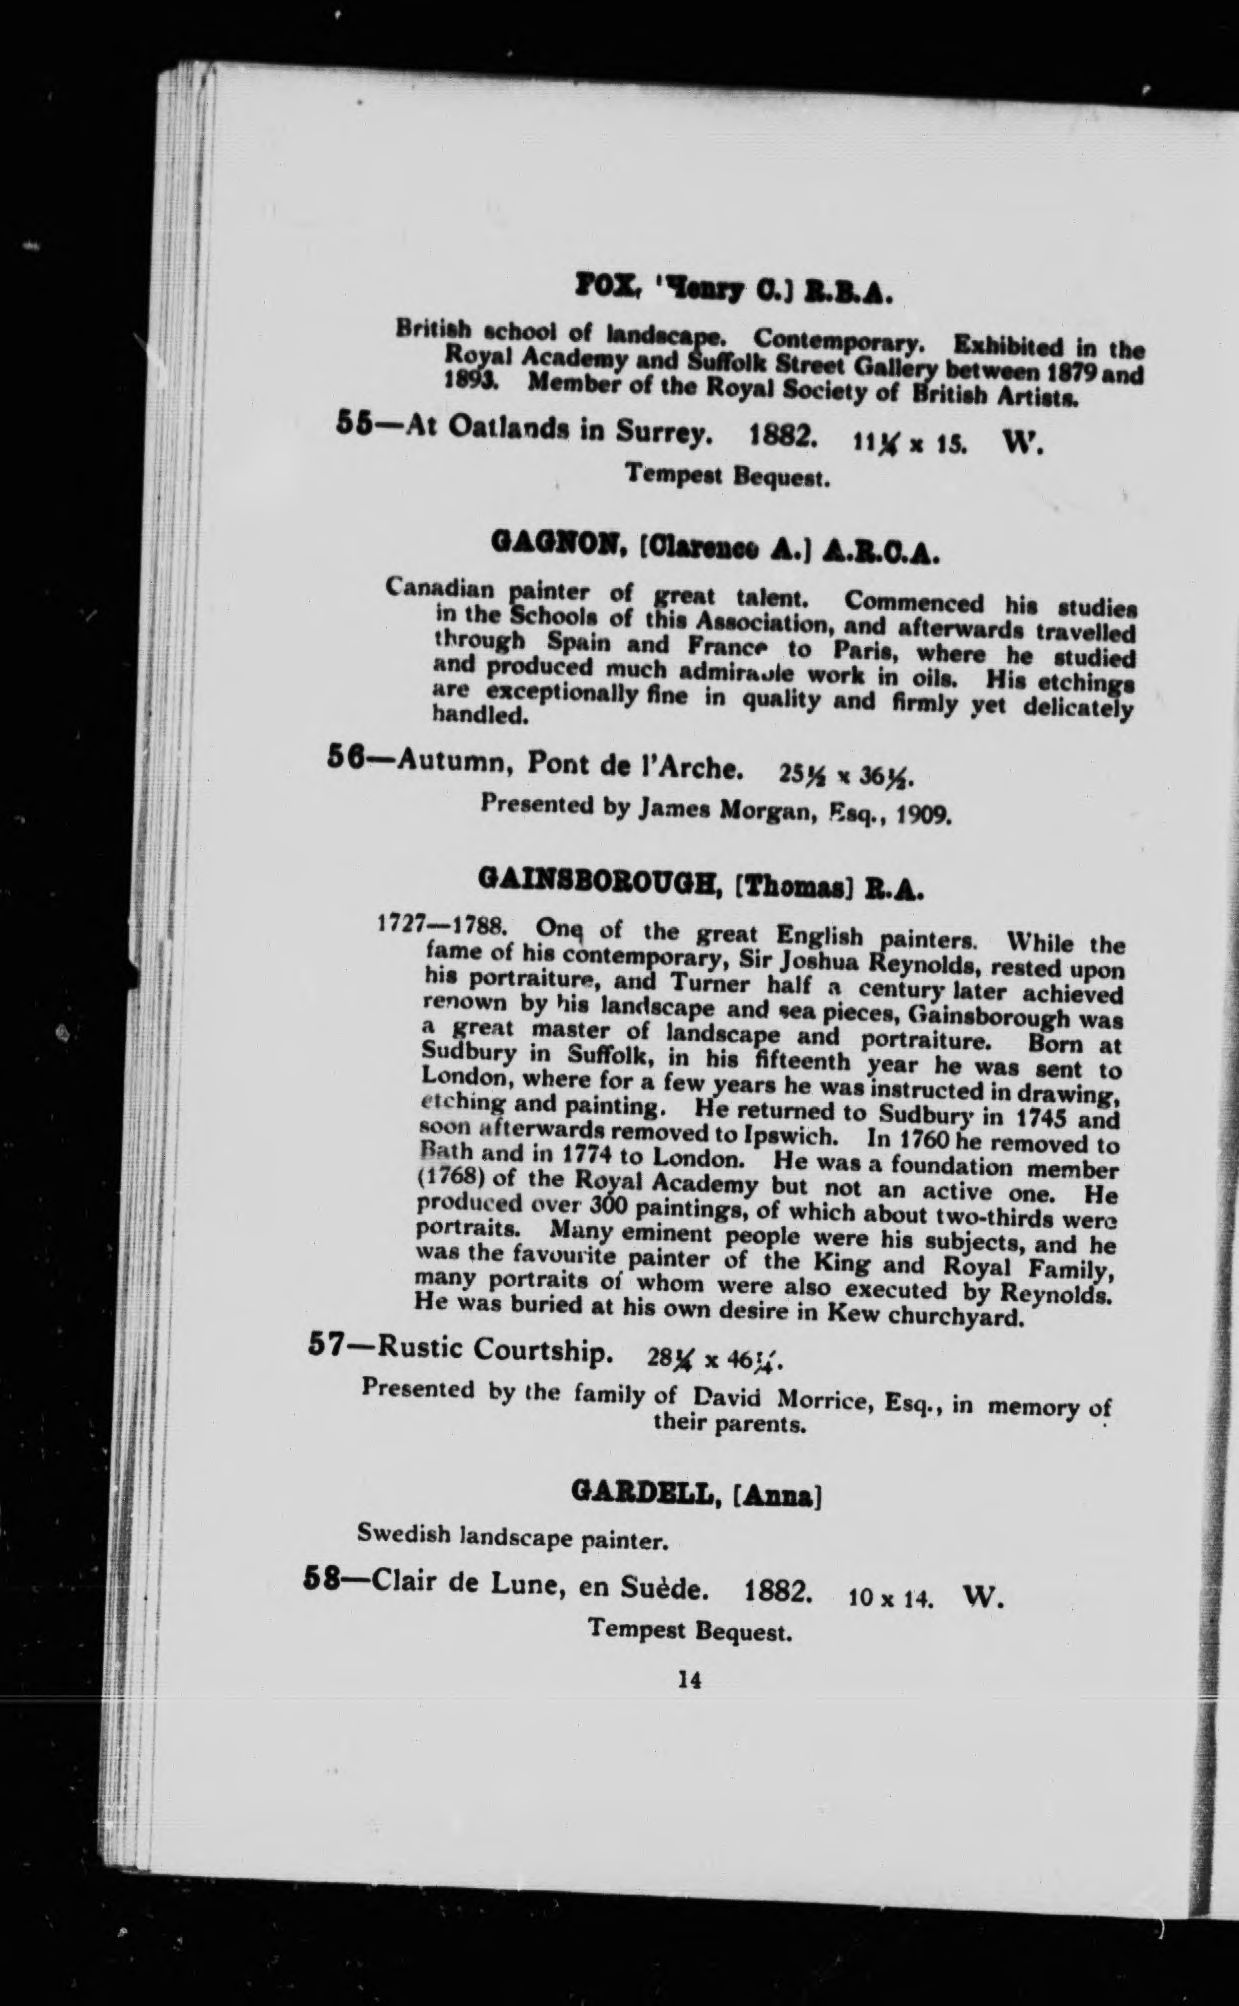 FOX, [Henry C.] R.B.A.
British school of landscape. Contemporary. Exhibited in the
Royal Academy and Suffolk Street Gallery between 1879 and
1893. Member of the Royal Society of British Artists.
55—At Oatlands in Surrey. 1882. 11¼ x 15. W.
Tempest Bequest.
GAGNON, [Clarence A.] A.R.C.A.
Canadian painter of great talent. Commenced his studies
in the Schools of this Association, and afterwards travelled
through Spain and France to Paris, where he studied
and produced much admirable work in oils. His etchings
are exceptionally fine in quality and firmly yet delicately
handled.
56—Autumn, Pont de l'Arche. 25½ x 36½.
Presented by James Morgan, Esq., 1909.
GAINSBOROUGH, [Thomas] R.A.
1727—1788. One of the great English painters. While the
fame of his contemporary, Sir Joshua Reynolds, rested upon
his portraiture, and Turner half a century later achieved
renown by his landscape and sea pieces, Gainsborough was
a great master of landscape and portraiture. Born at
Sudbury in Suffolk, in his fifteenth year he was sent to
London, where for a few years he was instructed in drawing,
etching and painting. He returned to Sudbury in 1745 and
soon afterwards removed to Ipswich. In 1760 he removed to
Bath and in 1774 to London. He was a foundation member
(1768) of the Royal Academy but not an active one. He
produced over 300 paintings, of which about two-thirds were
portraits. Many eminent people were his subjects, and he
was the favourite painter of the King and Royal Family,
many portraits of whom were also executed by Reynolds.
He was buried at his own desire in Kew churchyard.
57—Rustic Courtship. 28¼ x 46¼.
Presented by the family of David Morrice, Esq., in memory of
their parents.
GARDELL, [Anna]
Swedish landscape painter.
58—Clair de Lune, en Suède. 1882. 10 x 14. W.
Tempest Bequest.
14